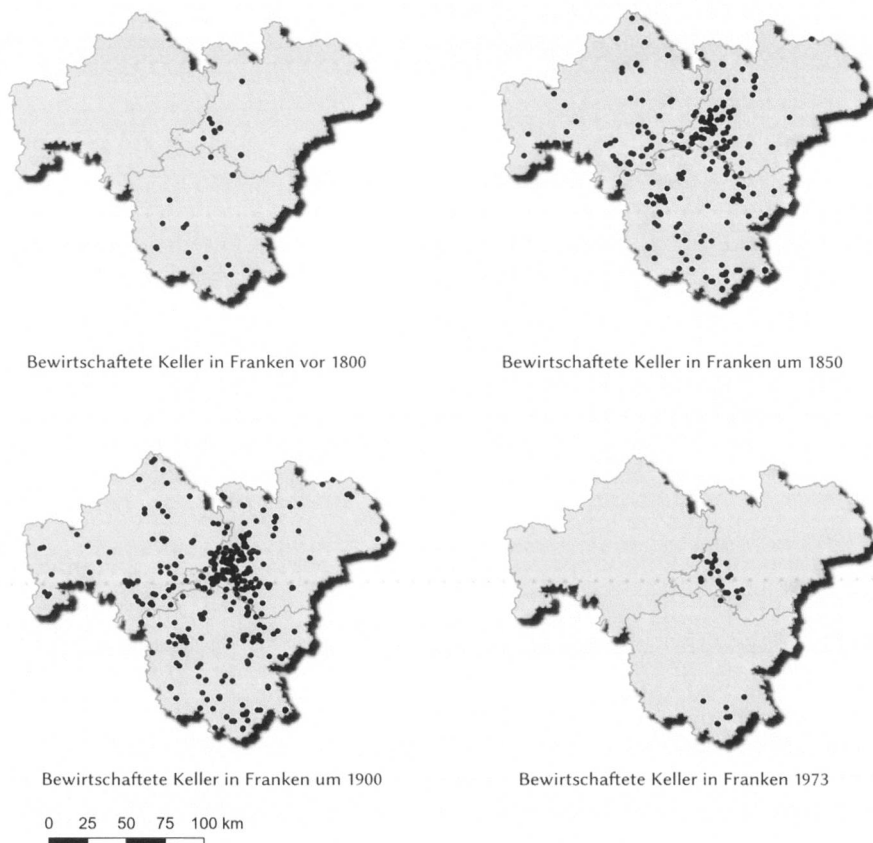 Bewirtschaftete Keller in Franken vor 1800
Bewirtschaftete Keller in Franken um 1850
Bewirtschaftete Keller in Franken um 1900
Bewirtschaftete Keller in Franken 1973
0 25 50 75 100 km